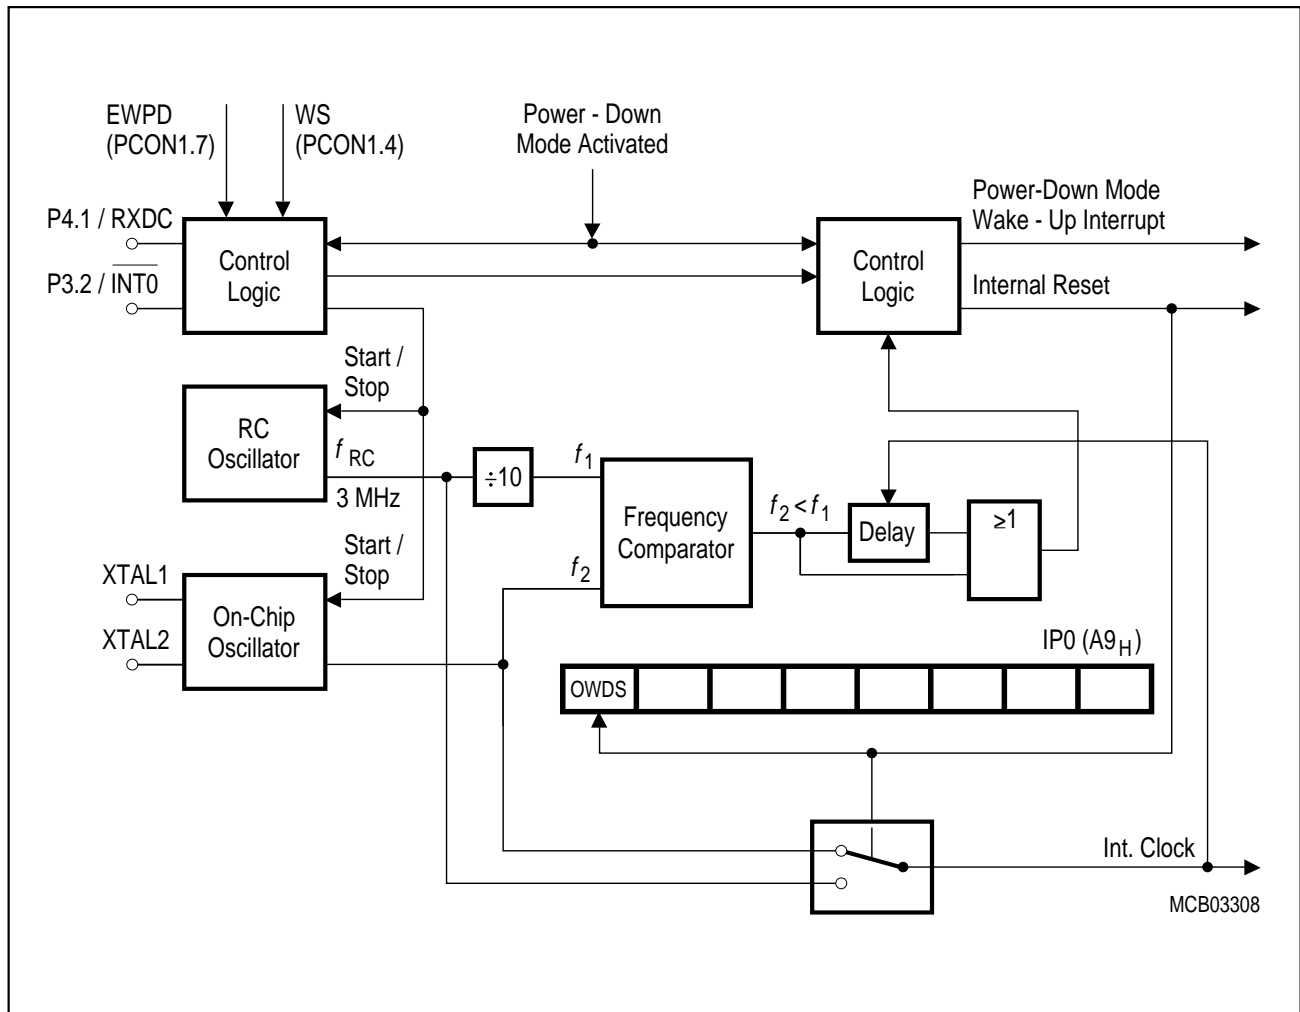 EWPD
(PCON1.7)
WS
(PCON1.4)
Power - Down
Mode Activated
P4.1 / RXDC
P3.2 / INT0
Control
Logic
Control
Logic
Power-Down Mode
Wake - Up Interrupt
Internal Reset
Start /
Stop
RC
Oscillator
f RC
3 MHz
÷10
f1
Frequency
Comparator
f2
f2 < f1
Delay
≥1
Start /
Stop
XTAL1
XTAL2
On-Chip
Oscillator
IP0 (A9H)
OWDS
Int. Clock
MCB03308